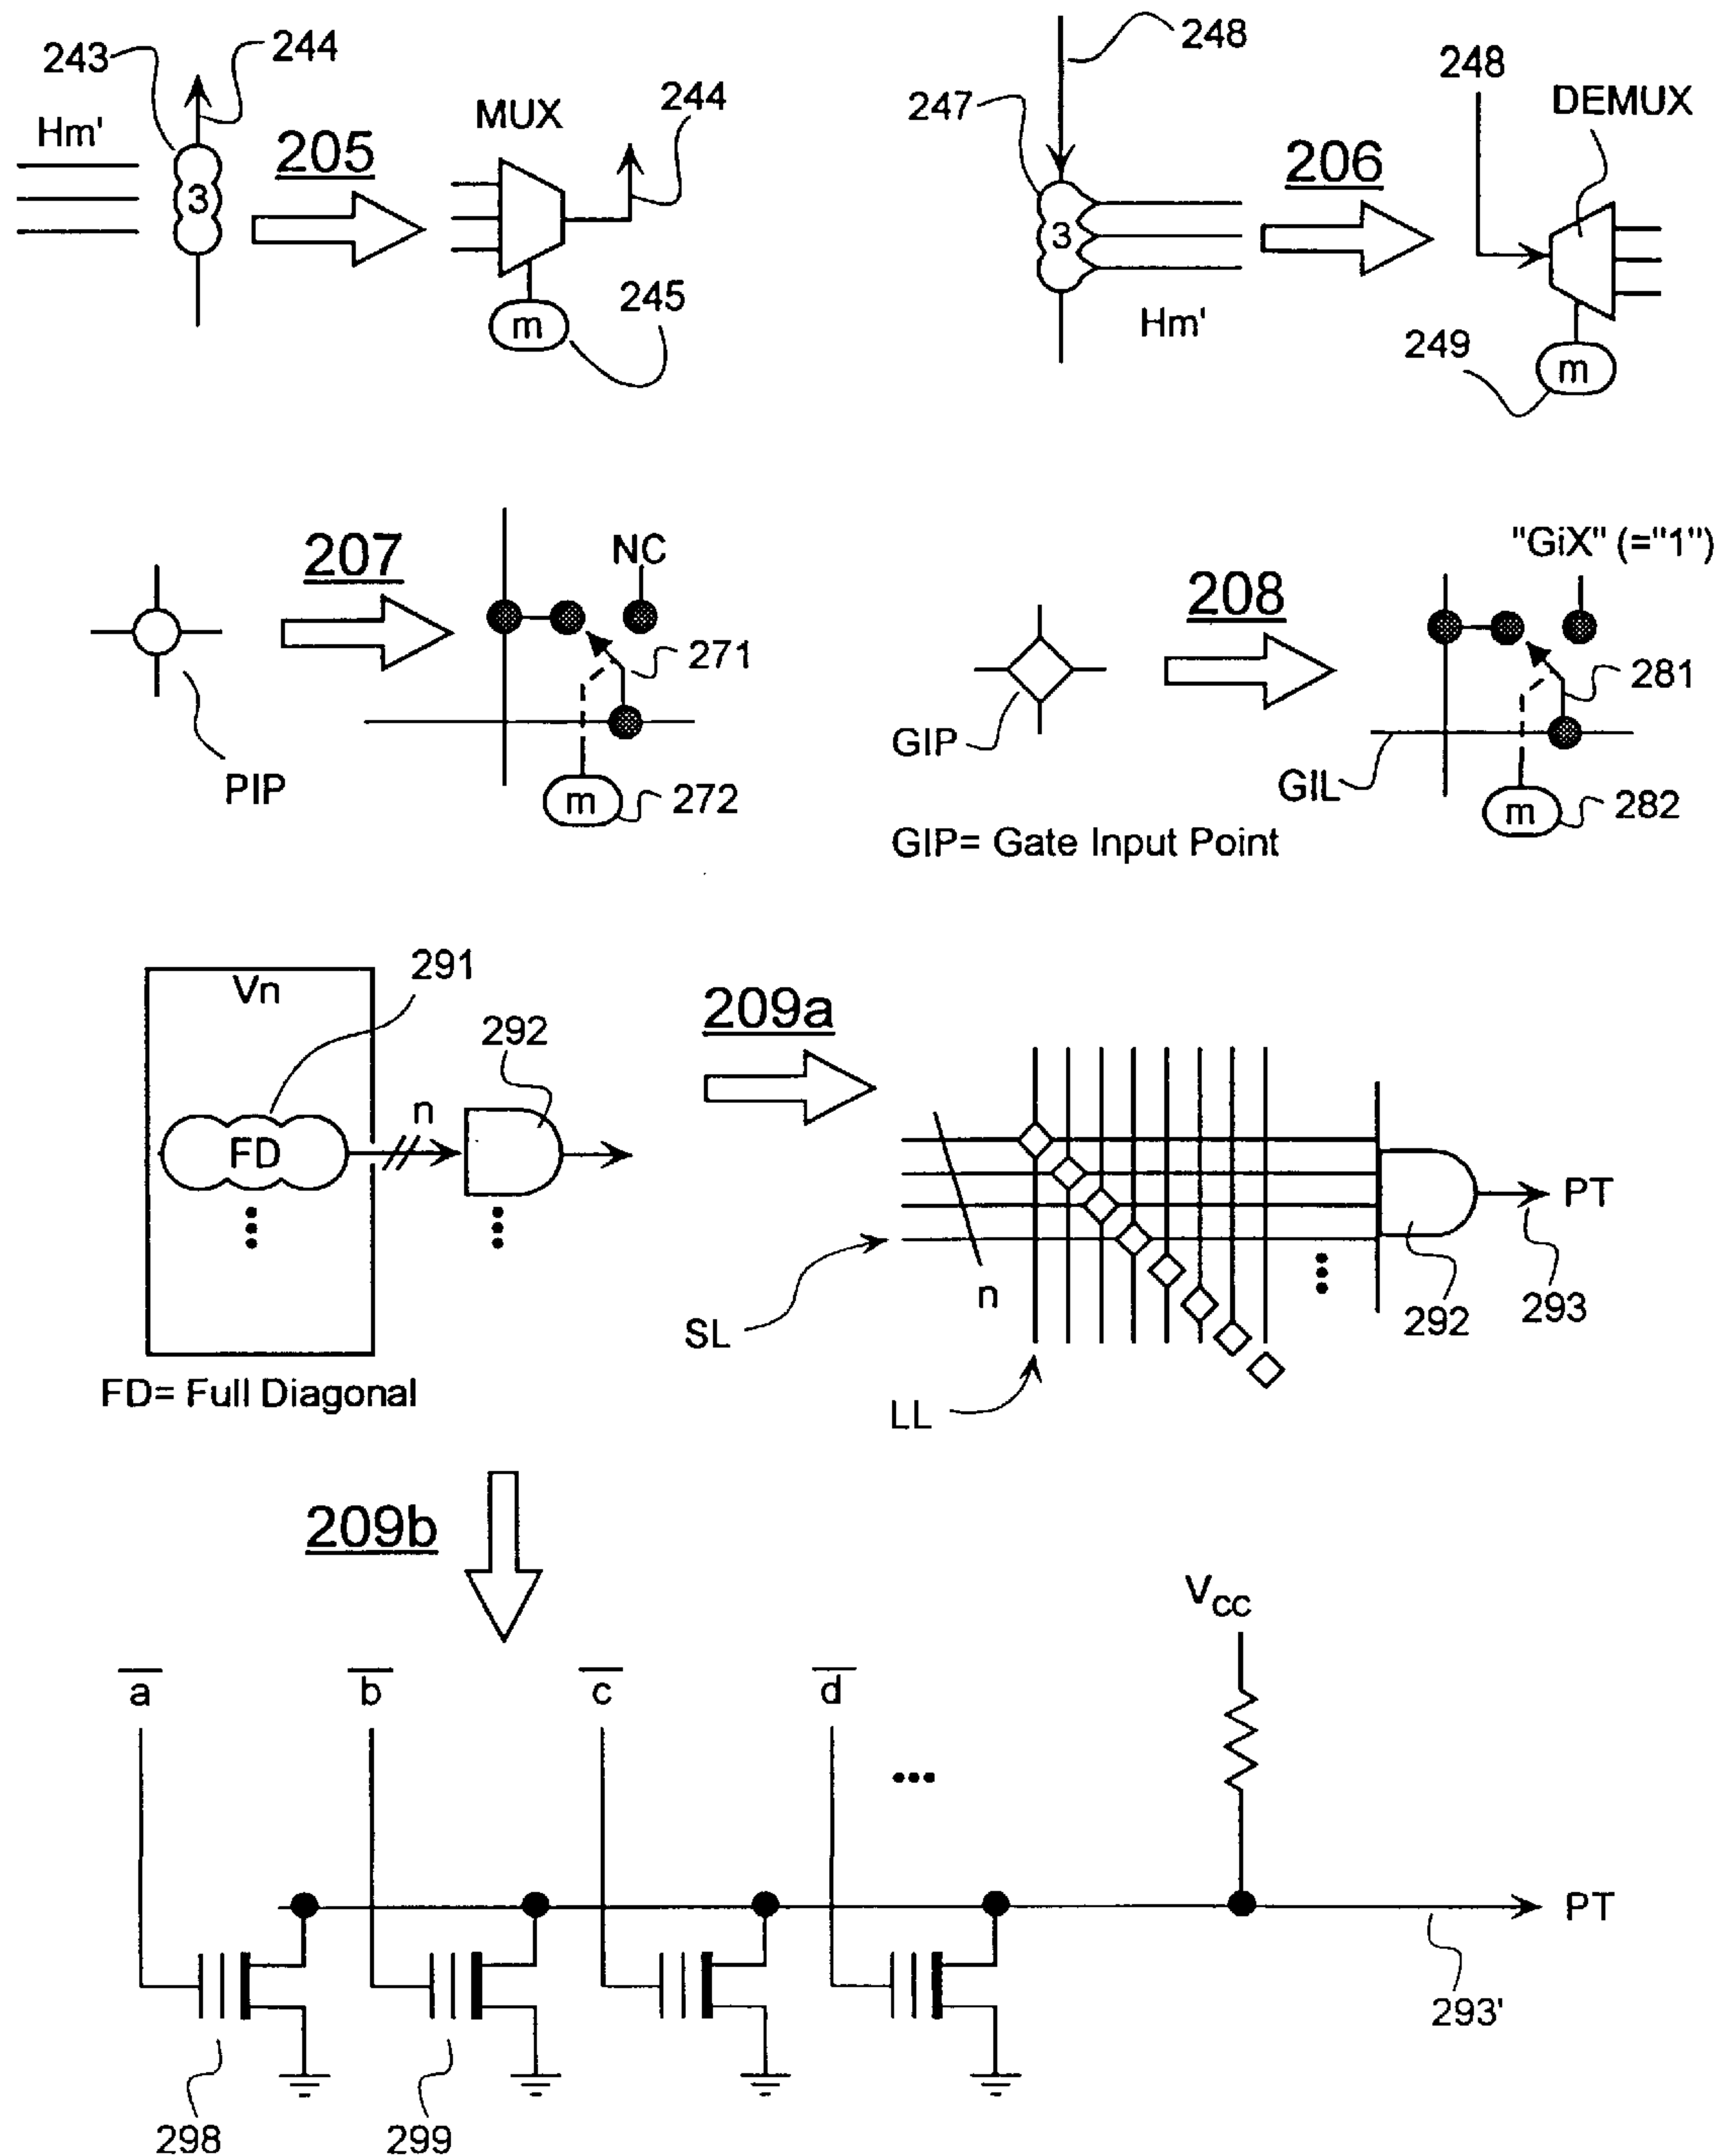 243
244
Hm'
3
205
MUX
244
m
245
248
247
3
Hm'
206
248
DEMUX
249
m
PIP
207
NC
271
m
272
GIP
208
"GiX" (="1")
281
GIL
m
282
GIP= Gate Input Point
Vn
291
FD
n
292
FD= Full Diagonal
209a
SL
n
LL
PT
292
293
209b
a̅
b̅
c̅
d̅
VCC
PT
293'
298
299